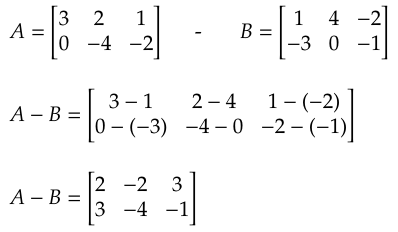 A = [3 2 1 - B = [1 4 −2
0 −4 −2] −3 0 −1]
A − B = [3 − 1 2 − 4 1 − (−2)
0 − (−3) −4 − 0 −2 − (−1)]
A − B = [2 −2 3
3 −4 −1]